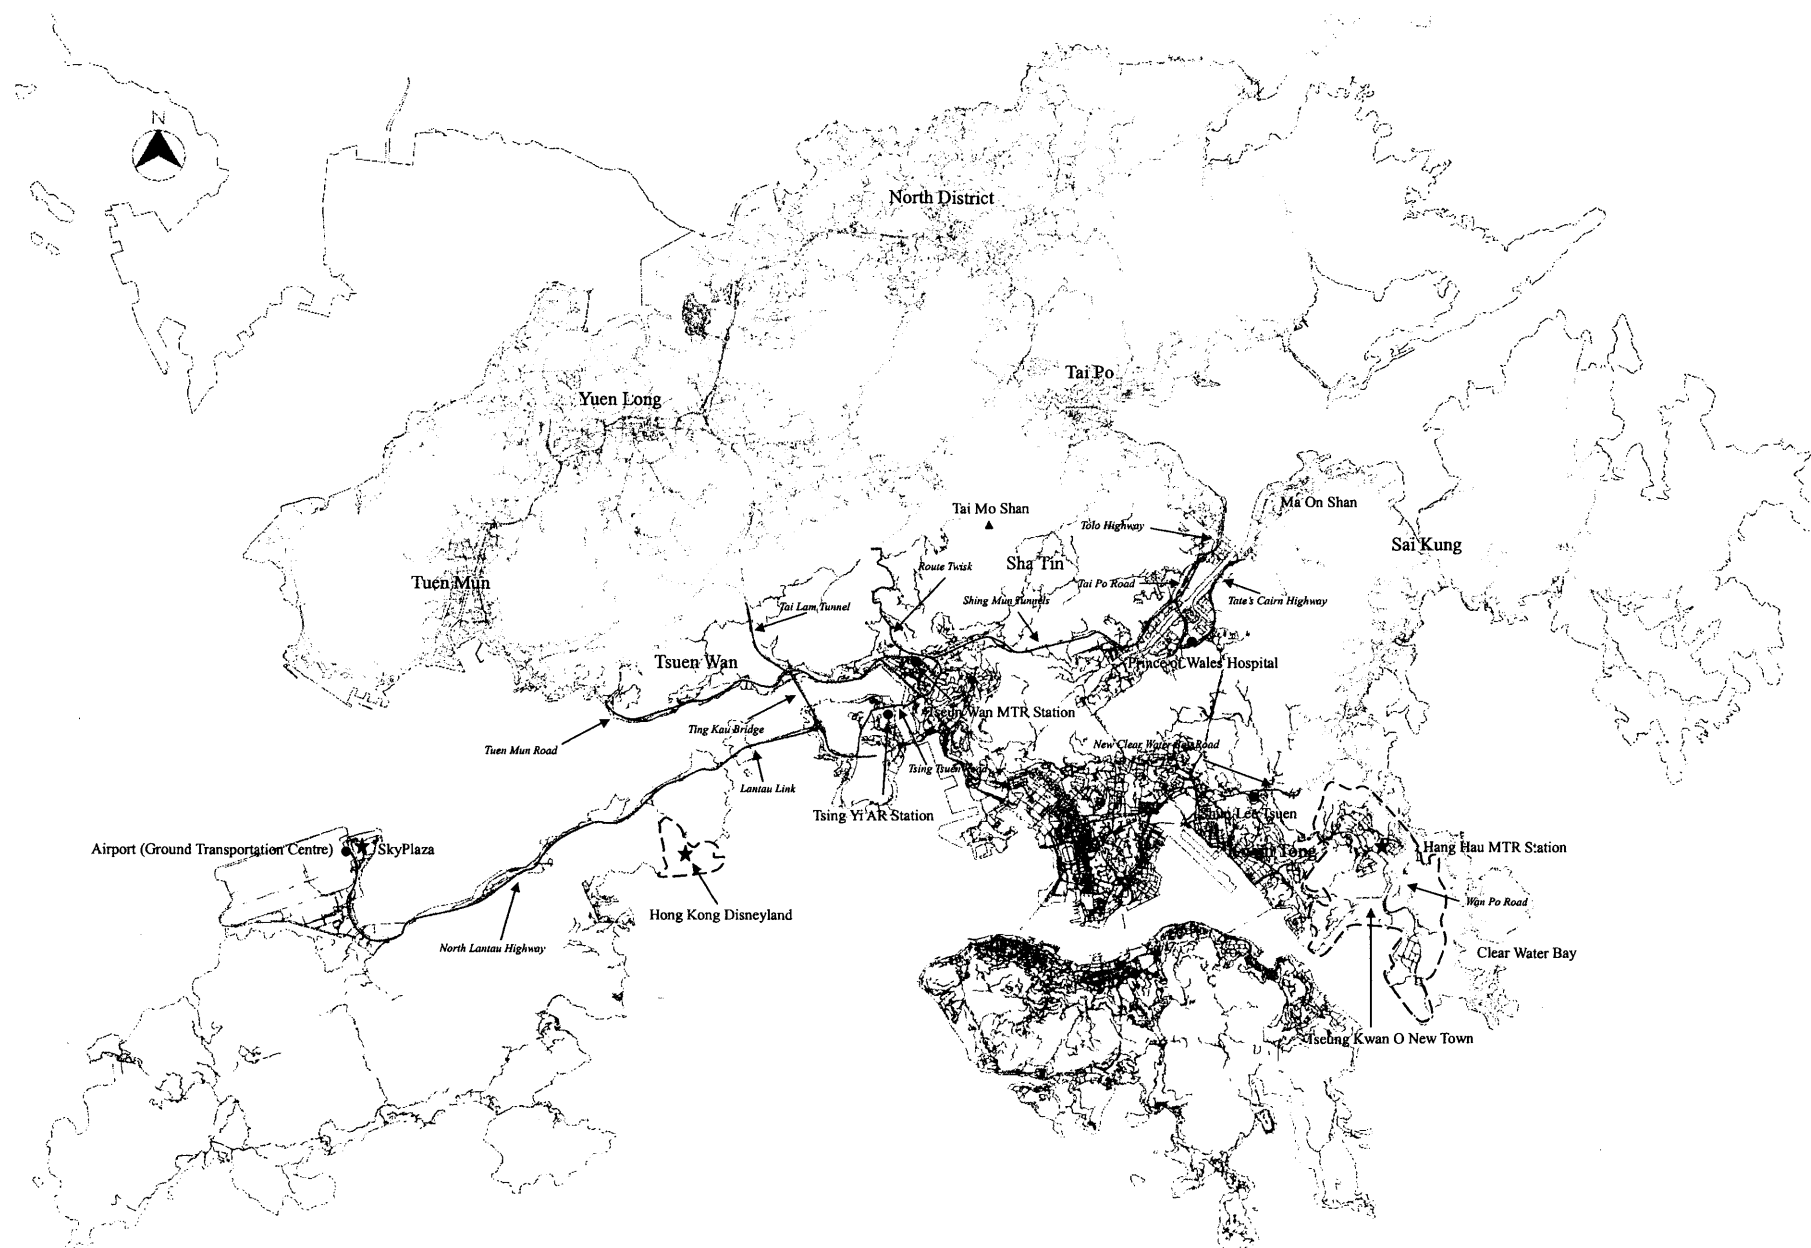 N
North District
Tai Po
Yuen Long
Ma On Shan
Tai Mo Shan
Tolo Highway
Sai Kung
Route Twisk
Sha Tin
Tuen Mun
Tai Po Road
Shing Mun Tunnels
Tate's Cairn Highway
Tai Lam Tunnel
Tsuen Wan
Prince of Wales Hospital
Tseun Wan MTR Station
Ting Kau Bridge
Tuen Mun Road
New Clear Water Bay Road
Tsing Tsuen Road
Lantau Link
Tsing Yi AR Station
Shun Lee Tsuen
Airport (Ground Transportation Centre)
SkyPlaza
Kwun Tong
Hang Hau MTR Station
Wan Po Road
Hong Kong Disneyland
North Lantau Highway
Clear Water Bay
Tseung Kwan O New Town